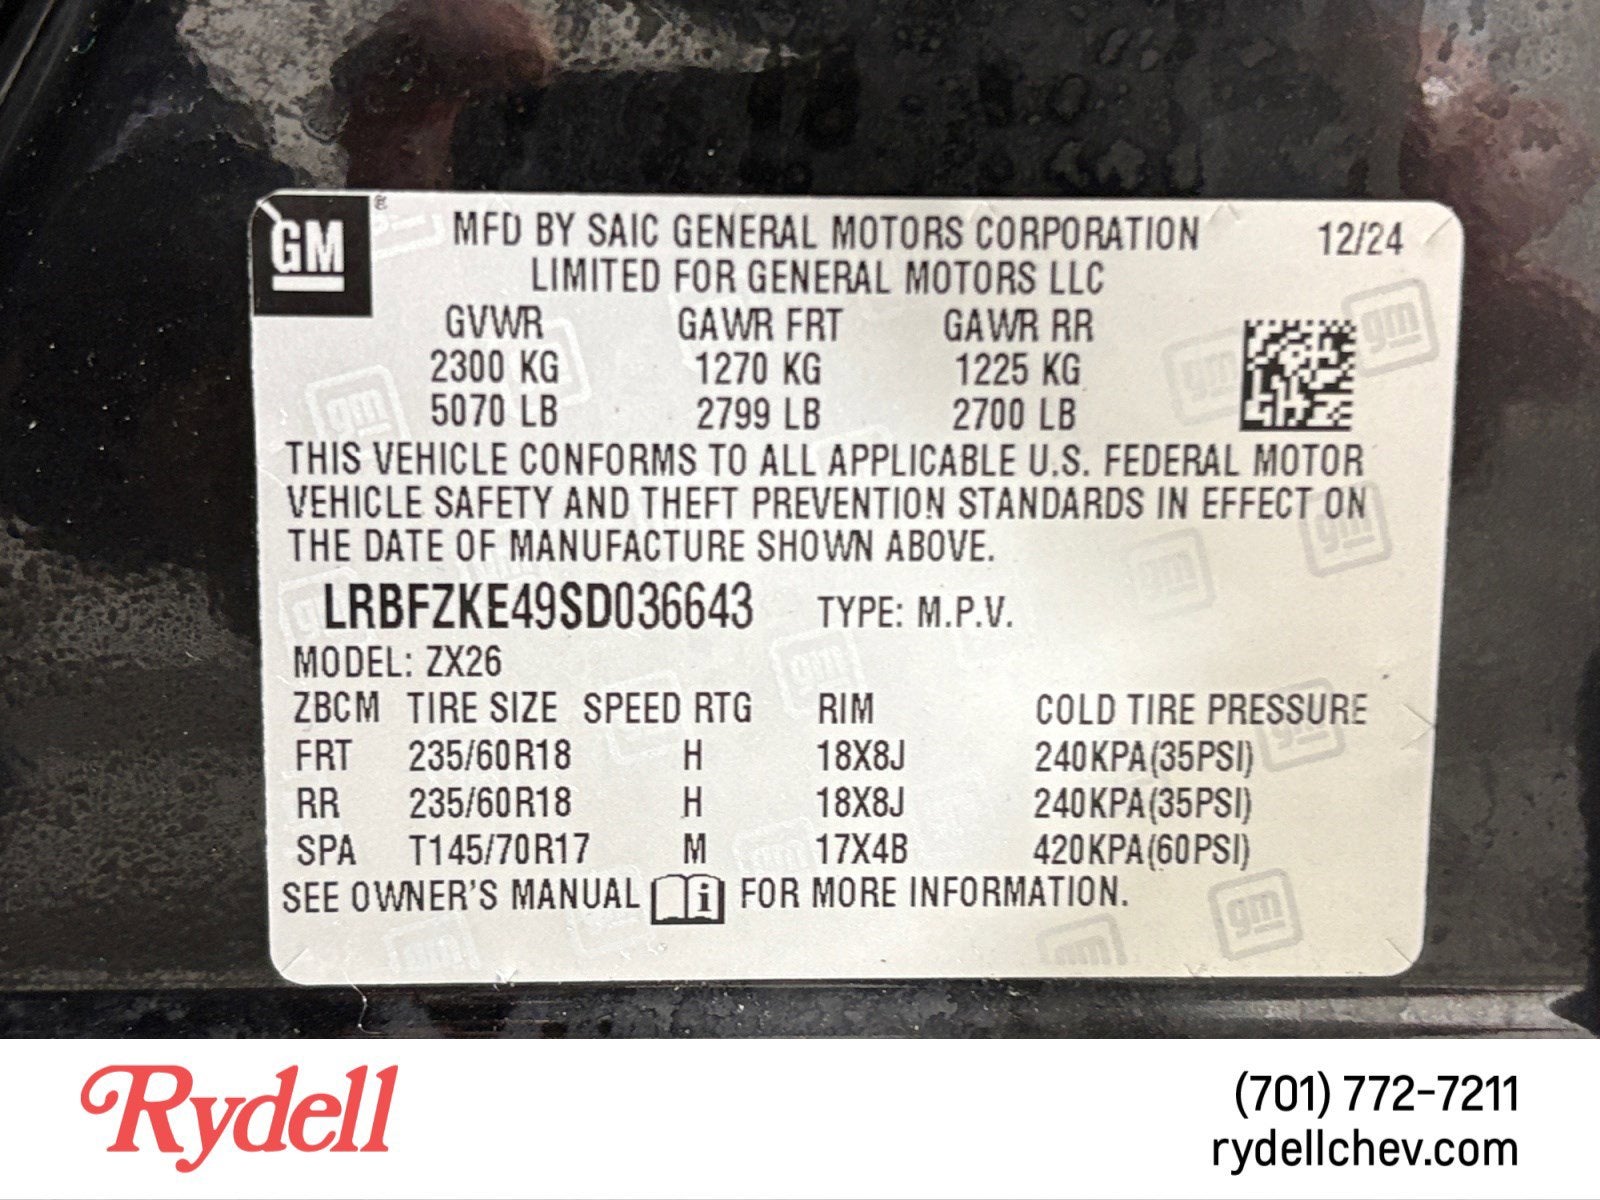 GM
MFD BY SAIC GENERAL MOTORS CORPORATION 12/24
LIMITED FOR GENERAL MOTORS LLC
GVWR GAWR FRT GAWR RR
2300 KG 1270 KG 1225 KG
5070 LB 2799 LB 2700 LB
THIS VEHICLE CONFORMS TO ALL APPLICABLE U.S. FEDERAL MOTOR
VEHICLE SAFETY AND THEFT PREVENTION STANDARDS IN EFFECT ON
THE DATE OF MANUFACTURE SHOWN ABOVE.
LRBFZKE49SD036643 TYPE: M.P.V.
MODEL: ZX26
ZBCM TIRE SIZE SPEED RTG RIM COLD TIRE PRESSURE
FRT 235/60R18 H 18X8J 240KPA(35PSI)
RR 235/60R18 H 18X8J 240KPA(35PSI)
SPA T145/70R17 M 17X4B 420KPA(60PSI)
SEE OWNER'S MANUAL i FOR MORE INFORMATION.
Rydell
(701) 772-7211
rydellchev.com